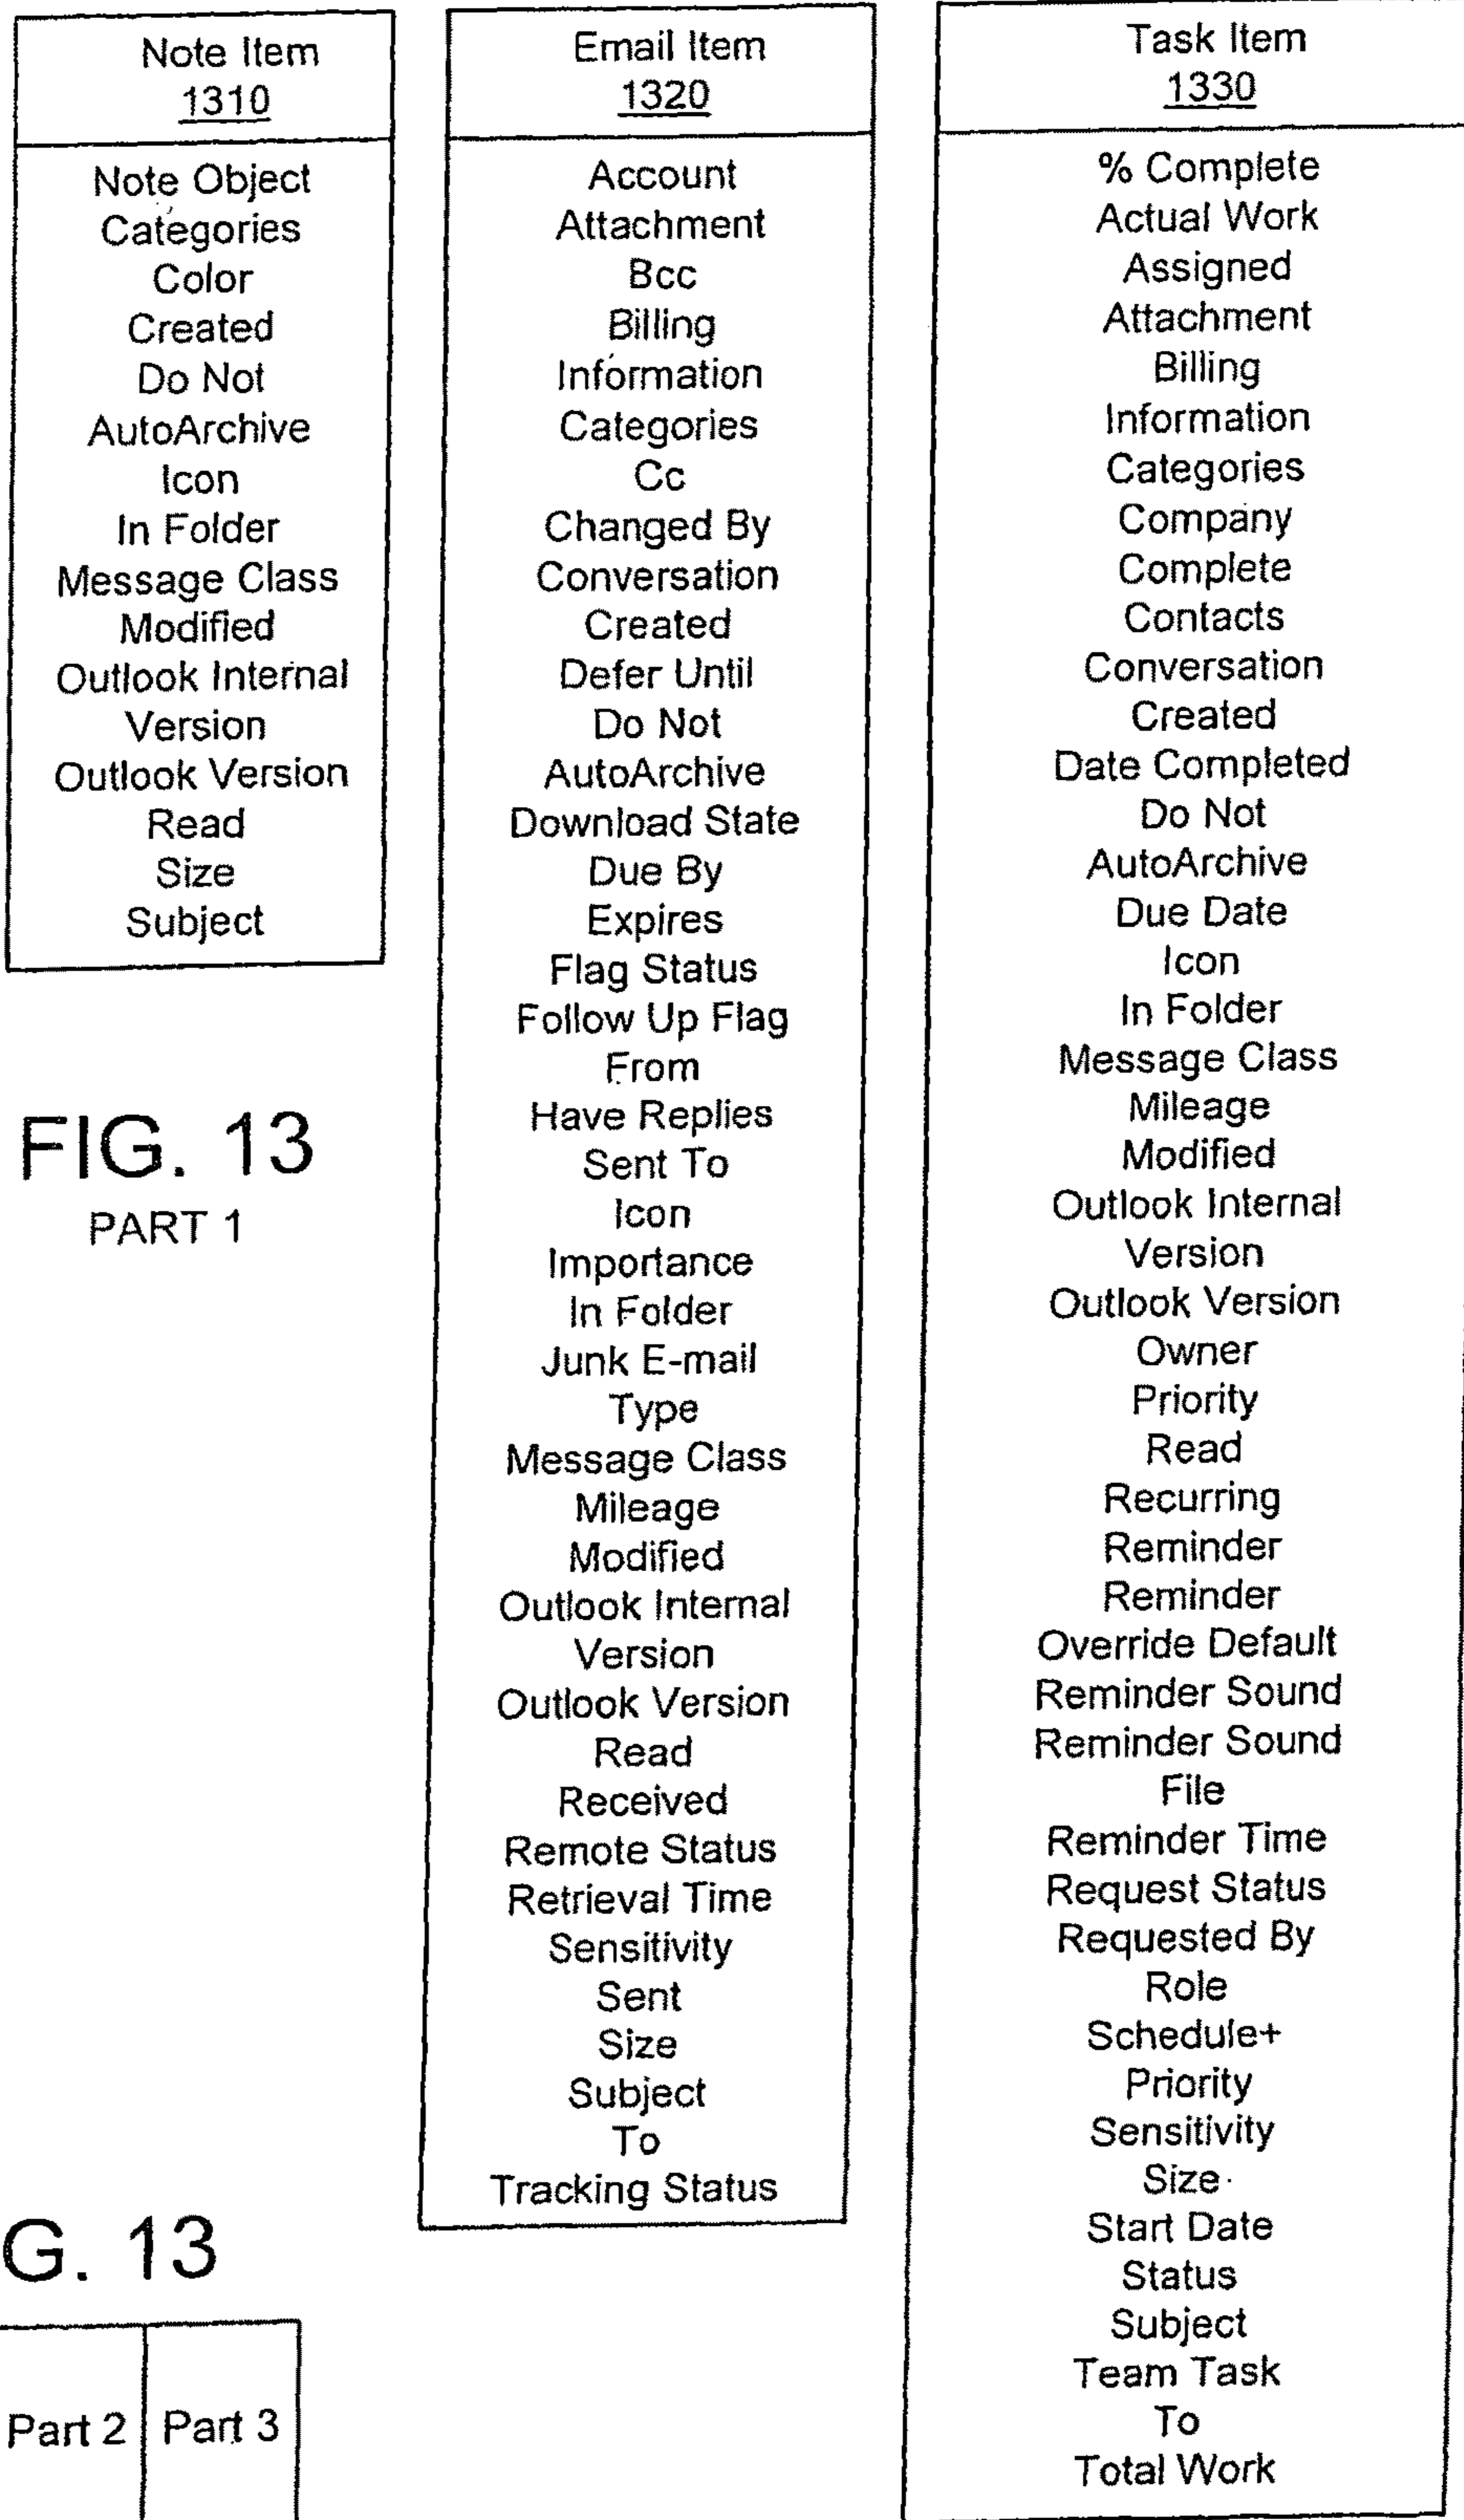 Note Item
1310
Note Object
Categories
Color
Created
Do Not
AutoArchive
Icon
In Folder
Message Class
Modified
Outlook Internal
Version
Outlook Version
Read
Size
Subject
Email Item
1320
Account
Attachment
Bcc
Billing
Information
Categories
Cc
Changed By
Conversation
Created
Defer Until
Do Not
AutoArchive
Download State
Due By
Expires
Flag Status
Follow Up Flag
From
Have Replies
Sent To
Icon
Importance
In Folder
Junk E-mail
Type
Message Class
Mileage
Modified
Outlook Internal
Version
Outlook Version
Read
Received
Remote Status
Retrieval Time
Sensitivity
Sent
Size
Subject
To
Tracking Status
Task Item
1330
% Complete
Actual Work
Assigned
Attachment
Billing
Information
Categories
Company
Complete
Contacts
Conversation
Created
Date Completed
Do Not
AutoArchive
Due Date
Icon
In Folder
Message Class
Mileage
Modified
Outlook Internal
Version
Outlook Version
Owner
Priority
Read
Recurring
Reminder
Reminder
Override Default
Reminder Sound
Reminder Sound
File
Reminder Time
Request Status
Requested By
Role
Schedule+
Priority
Sensitivity
Size
Start Date
Status
Subject
Team Task
To
Total Work
FIG. 13
PART 1
G. 13
Part 2 Part 3